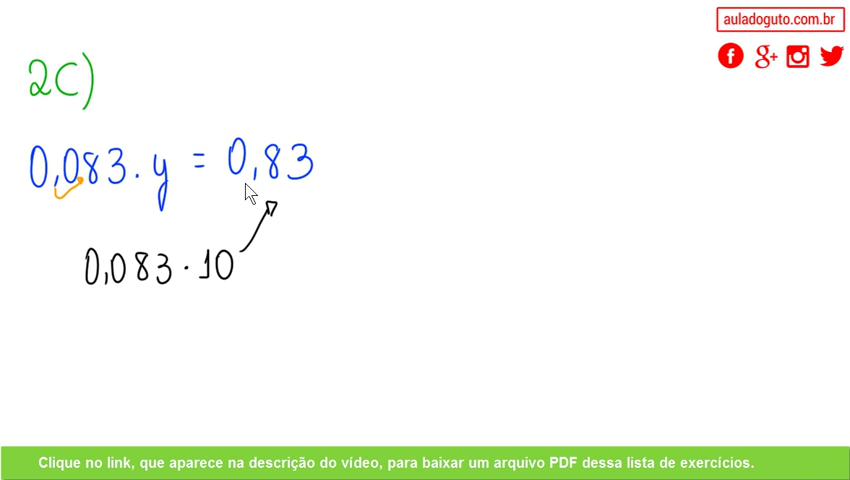 auladoguto.com.br
2C)
0,083 . y = 0,83
0,083 . 10
Clique no link, que aparece na descrição do vídeo, para baixar um arquivo PDF dessa lista de exercícios.